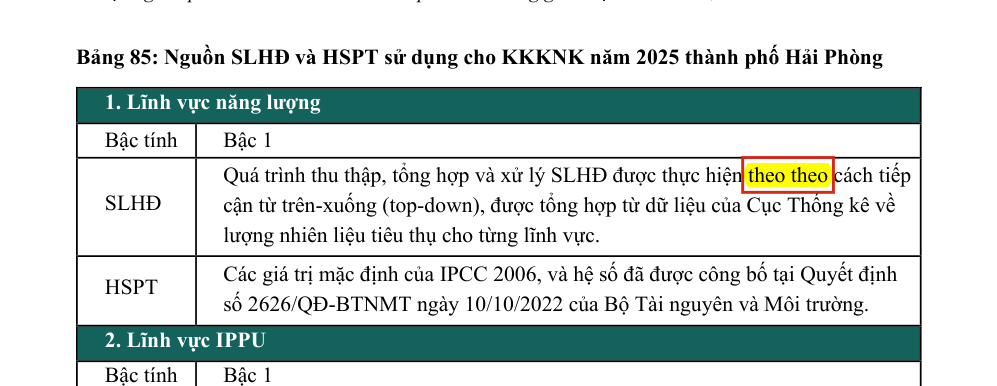 Bảng 85: Nguồn SLHĐ và HSPT sử dụng cho KKKNK năm 2025 thành phố Hải Phòng
1. Lĩnh vực năng lượng
Bậc tính Bậc 1
SLHĐ
Quá trình thu thập, tổng hợp và xử lý SLHĐ được thực hiện theo theo cách tiếp
cận từ trên-xuống (top-down), được tổng hợp từ dữ liệu của Cục Thống kê về
lượng nhiên liệu tiêu thụ cho từng lĩnh vực.
HSPT
Các giá trị mặc định của IPCC 2006, và hệ số đã được công bố tại Quyết định
số 2626/QĐ-BTNMT ngày 10/10/2022 của Bộ Tài nguyên và Môi trường.
2. Lĩnh vực IPPU
Bậc tính Bậc 1